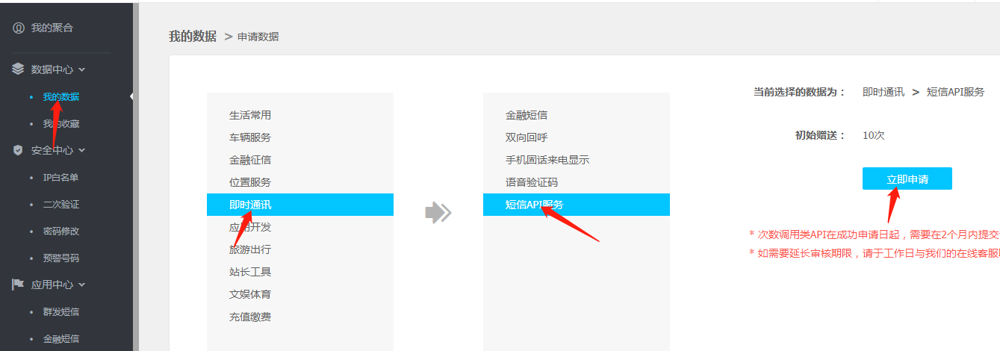 我的聚合
数据中心
我的数据
我的收藏
安全中心
IP白名单
二次验证
密码修改
预警号码
应用中心
群发短信
金融短信
我的数据 > 申请数据
生活常用
车辆服务
金融征信
位置服务
即时通讯
应用开发
旅游出行
站长工具
文娱体育
充值缴费
金融短信
双向回呼
手机固话来电显示
语音验证码
短信API服务
当前选择的数据为： 即时通讯 > 短信API服务
初始赠送： 10次
立即申请
* 次数调用类API在成功申请日起，需要在2个月内提交
* 如需要延长审核期限，请于工作日与我们的在线客服